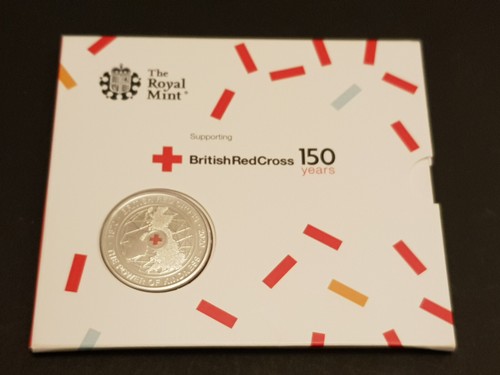 The
Royal
Mint®
Supporting
BritishRedCross 150
years
THE POWER OF KINDNESS